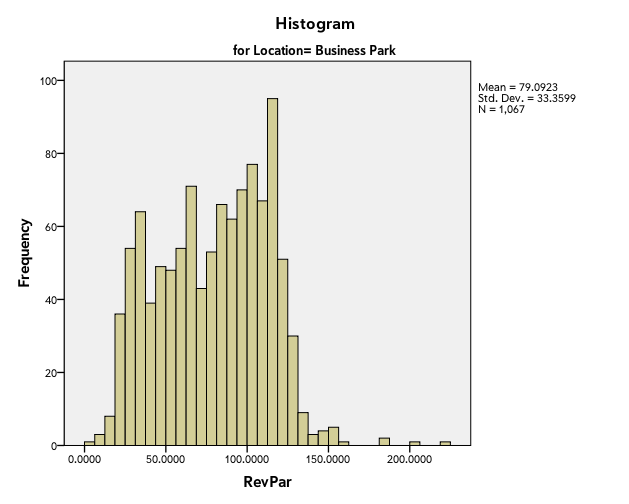 Histogram
for Location= Business Park
Mean = 79.0923
Std. Dev. = 33.3599
N = 1,067
Frequency
100
80
60
40
20
0
0.0000 50.0000 100.0000 150.0000 200.0000
RevPar